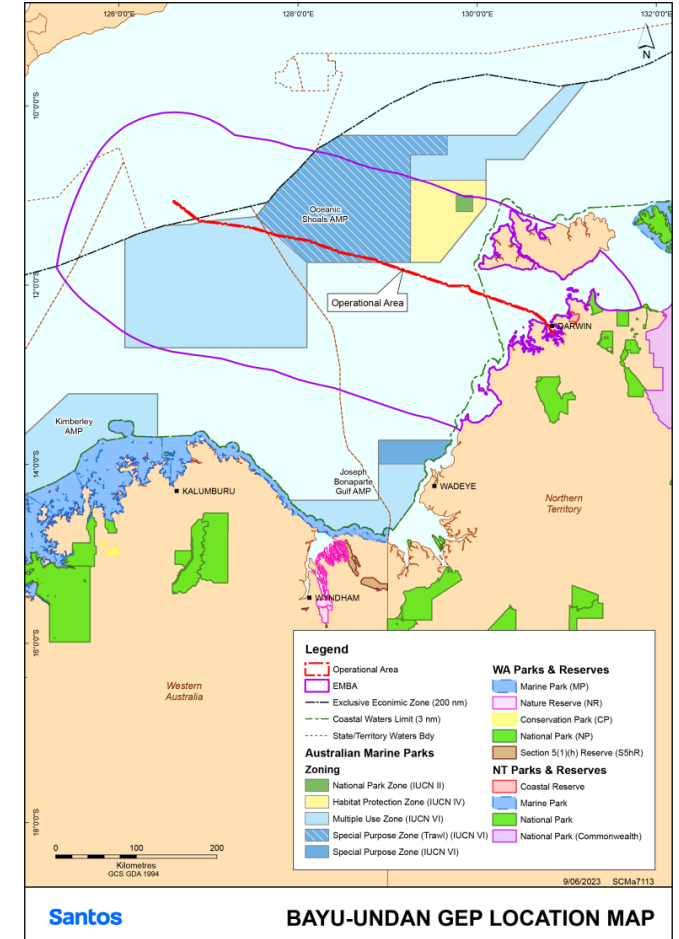 126°0'0"E
128°0'0"E
130°0'0"E
132°0'0"E
N
10°0'0"S
12°0'0"S
14°0'0"S
16°0'0"S
18°0'0"S
Oceanic
Shoals AMP
Operational Area
DARWIN
Kimberley
AMP
KALUMBURU
Joseph
Bonaparte
Gulf AMP
WADEYE
Northern
Territory
WYNDHAM
Western
Australia
Legend
Operational Area
EMBA
Exclusive Econimic Zone (200 nm)
Coastal Waters Limit (3 nm)
State/Territory Waters Bdy
Australian Marine Parks
Zoning
National Park Zone (IUCN II)
Habitat Protection Zone (IUCN IV)
Multiple Use Zone (IUCN VI)
Special Purpose Zone (Trawl) (IUCN VI)
Special Purpose Zone (IUCN VI)
WA Parks & Reserves
Marine Park (MP)
Nature Reserve (NR)
Conservation Park (CP)
National Park (NP)
Section 5(1)(h) Reserve (S5hR)
NT Parks & Reserves
Coastal Reserve
Marine Park
National Park
National Park (Commonwealth)
0 100 200
Kilometres
GCS GDA 1994
9/06/2023 SCMa7113
Santos
BAYU-UNDAN GEP LOCATION MAP